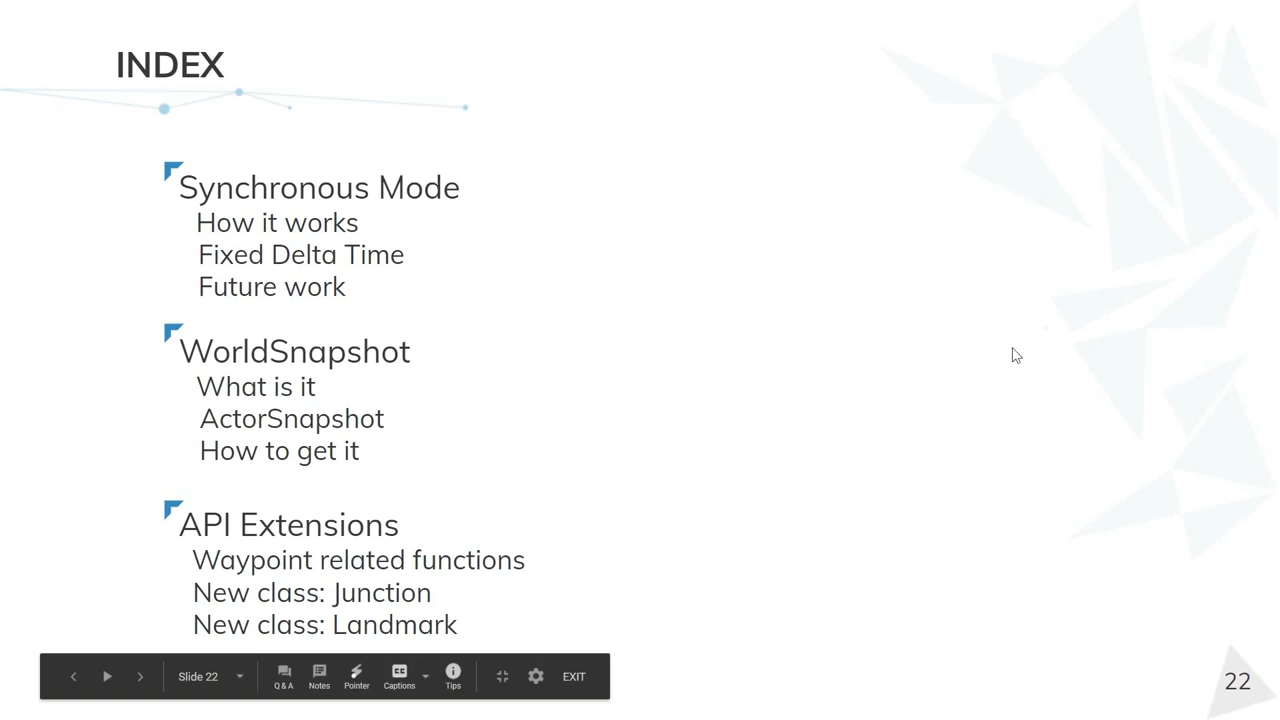 INDEX
Synchronous Mode
How it works
Fixed Delta Time
Future work
WorldSnapshot
What is it
ActorSnapshot
How to get it
API Extensions
Waypoint related functions
New class: Junction
New class: Landmark
Slide 22
Q & A
Notes
Pointer
CC
Captions
Tips
EXIT
22